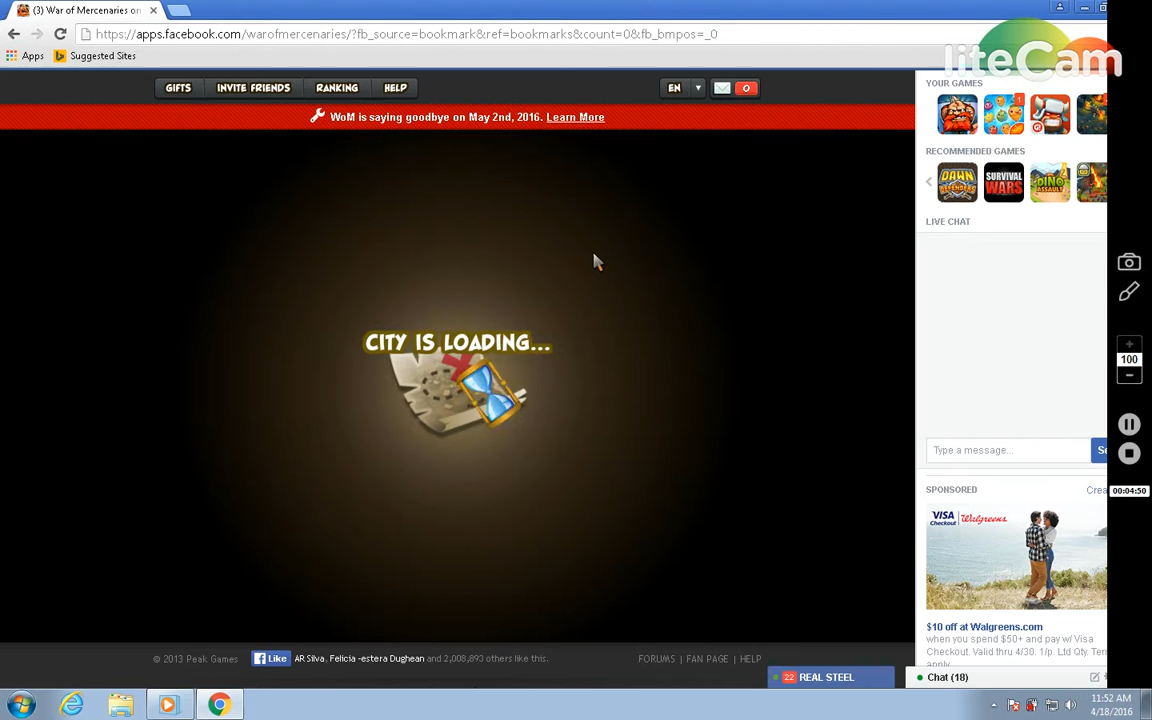 (3) War of Mercenaries on
https://apps.facebook.com/warofmercenaries/?fb_source=bookmark&ref=bookmarks&count=0&fb_bmpos=_0
Apps
Suggested Sites
liteCam
GIFTS
INVITE FRIENDS
RANKING
HELP
EN
0
YOUR GAMES
WoM is saying goodbye on May 2nd, 2016. Learn More
1
RECOMMENDED GAMES
DAWN
DEFENDERS
SURVIVAL
WARS
DINO
ASSAULT
LIVE CHAT
CITY IS LOADING...
100
Type a message...
Se
SPONSORED
Crea
00:04:50
VISA
Checkout
Walgreens
$10 off at Walgreens.com
when you spend $50+ and pay w/ Visa
Checkout. Valid thru 4/30. 1/p. Ltd Qty. Ter
apply.
© 2013 Peak Games
Like
AR Silva, Felicia -estera Dughean and 2,008,893 others like this.
FORUMS | FAN PAGE | HELP
22
REAL STEEL
Chat (18)
11:52 AM
4/18/2016